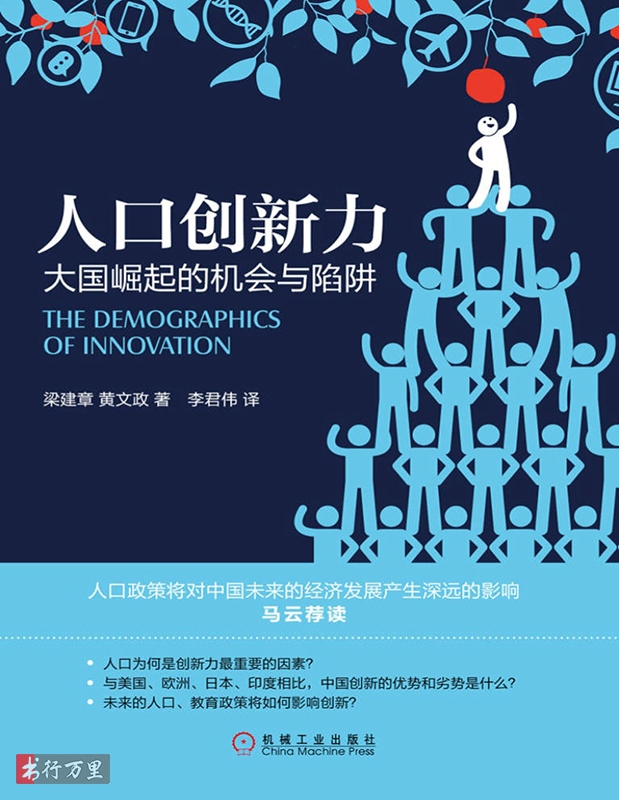 人口创新力
大国崛起的机会与陷阱
THE DEMOGRAPHICS
OF INNOVATION
梁建章 黄文政 著 李君伟 译
人口政策将对中国未来的经济发展产生深远的影响
马云荐读
• 人口为何是创新力最重要的因素?
• 与美国、欧洲、日本、印度相比，中国创新的优势和劣势是什么?
• 未来的人口、教育政策将如何影响创新?
机械工业出版社
China Machine Press
书行万里